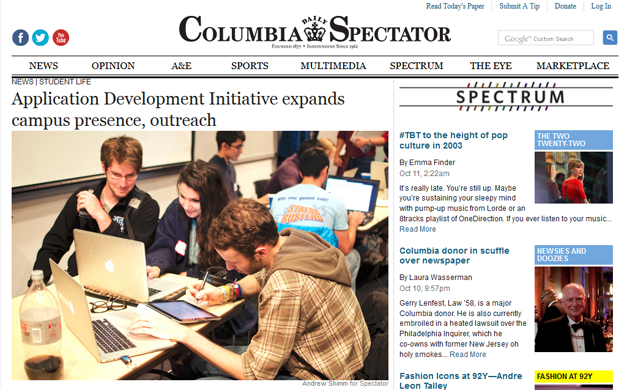 Read Today's Paper | Submit A Tip | Donate | Log In
COLUMBIA DAILY SPECTATOR
FOUNDED 1877 • INDEPENDENT SINCE 1962
Google™ Custom Search
You Tube
NEWS OPINION A&E SPORTS MULTIMEDIA SPECTRUM THE EYE MARKETPLACE
NEWS | STUDENT LIFE
Application Development Initiative expands
campus presence, outreach
Andrew Shimm for Spectator
SPECTRUM
#TBT to the height of pop
culture in 2003
By Emma Finder
Oct 11, 2:22am
It's really late. You're still up. Maybe
you're sustaining your sleepy mind
with pump-up music from Lorde or an
8tracks playlist of OneDirection. If you ever listen to your music...
Read More
THE TWO
TWENTY-TWO
Columbia donor in scuffle
over newspaper
By Laura Wasserman
Oct 10, 9:57pm
Gerry Lenfest, Law '58, is a major
Columbia donor. He is also currently
embroiled in a heated lawsuit over the
Philadelphia Inquirer, which he
co-owns with former New Jersey oh
holy smokes... Read More
NEWSIES AND
DOOZIES
Fashion Icons at 92Y—Andre
Leon Talley
FASHION AT 92Y